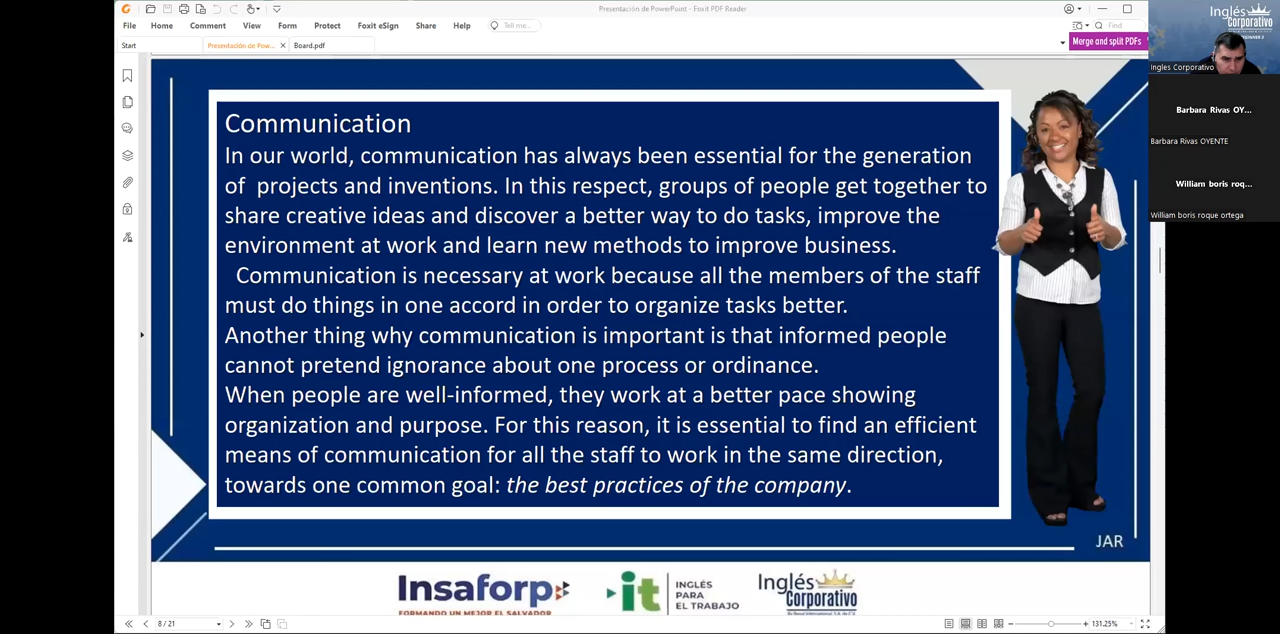 Presentación de PowerPoint - Foxit PDF Reader
File Home Comment View Form Protect Foxit eSign Share Help Tell me... Find
Start Presentación de Pow... Board.pdf Merge and split PDFs
Communication
In our world, communication has always been essential for the generation
of projects and inventions. In this respect, groups of people get together to
share creative ideas and discover a better way to do tasks, improve the
environment at work and learn new methods to improve business.
Communication is necessary at work because all the members of the staff
must do things in one accord in order to organize tasks better.
Another thing why communication is important is that informed people
cannot pretend ignorance about one process or ordinance.
When people are well-informed, they work at a better pace showing
organization and purpose. For this reason, it is essential to find an efficient
means of communication for all the staff to work in the same direction,
towards one common goal: the best practices of the company.
JAR
Insaforp
FORMANDO UN MEJOR EL SALVADOR
it
INGLÉS
PARA
EL TRABAJO
Inglés
Corporativo
8 / 21
131.25%
Inglés
Corporativo
Ingles Corporativo
Barbara Rivas OY...
Barbara Rivas OYENTE
William boris roq...
William boris roque ortega